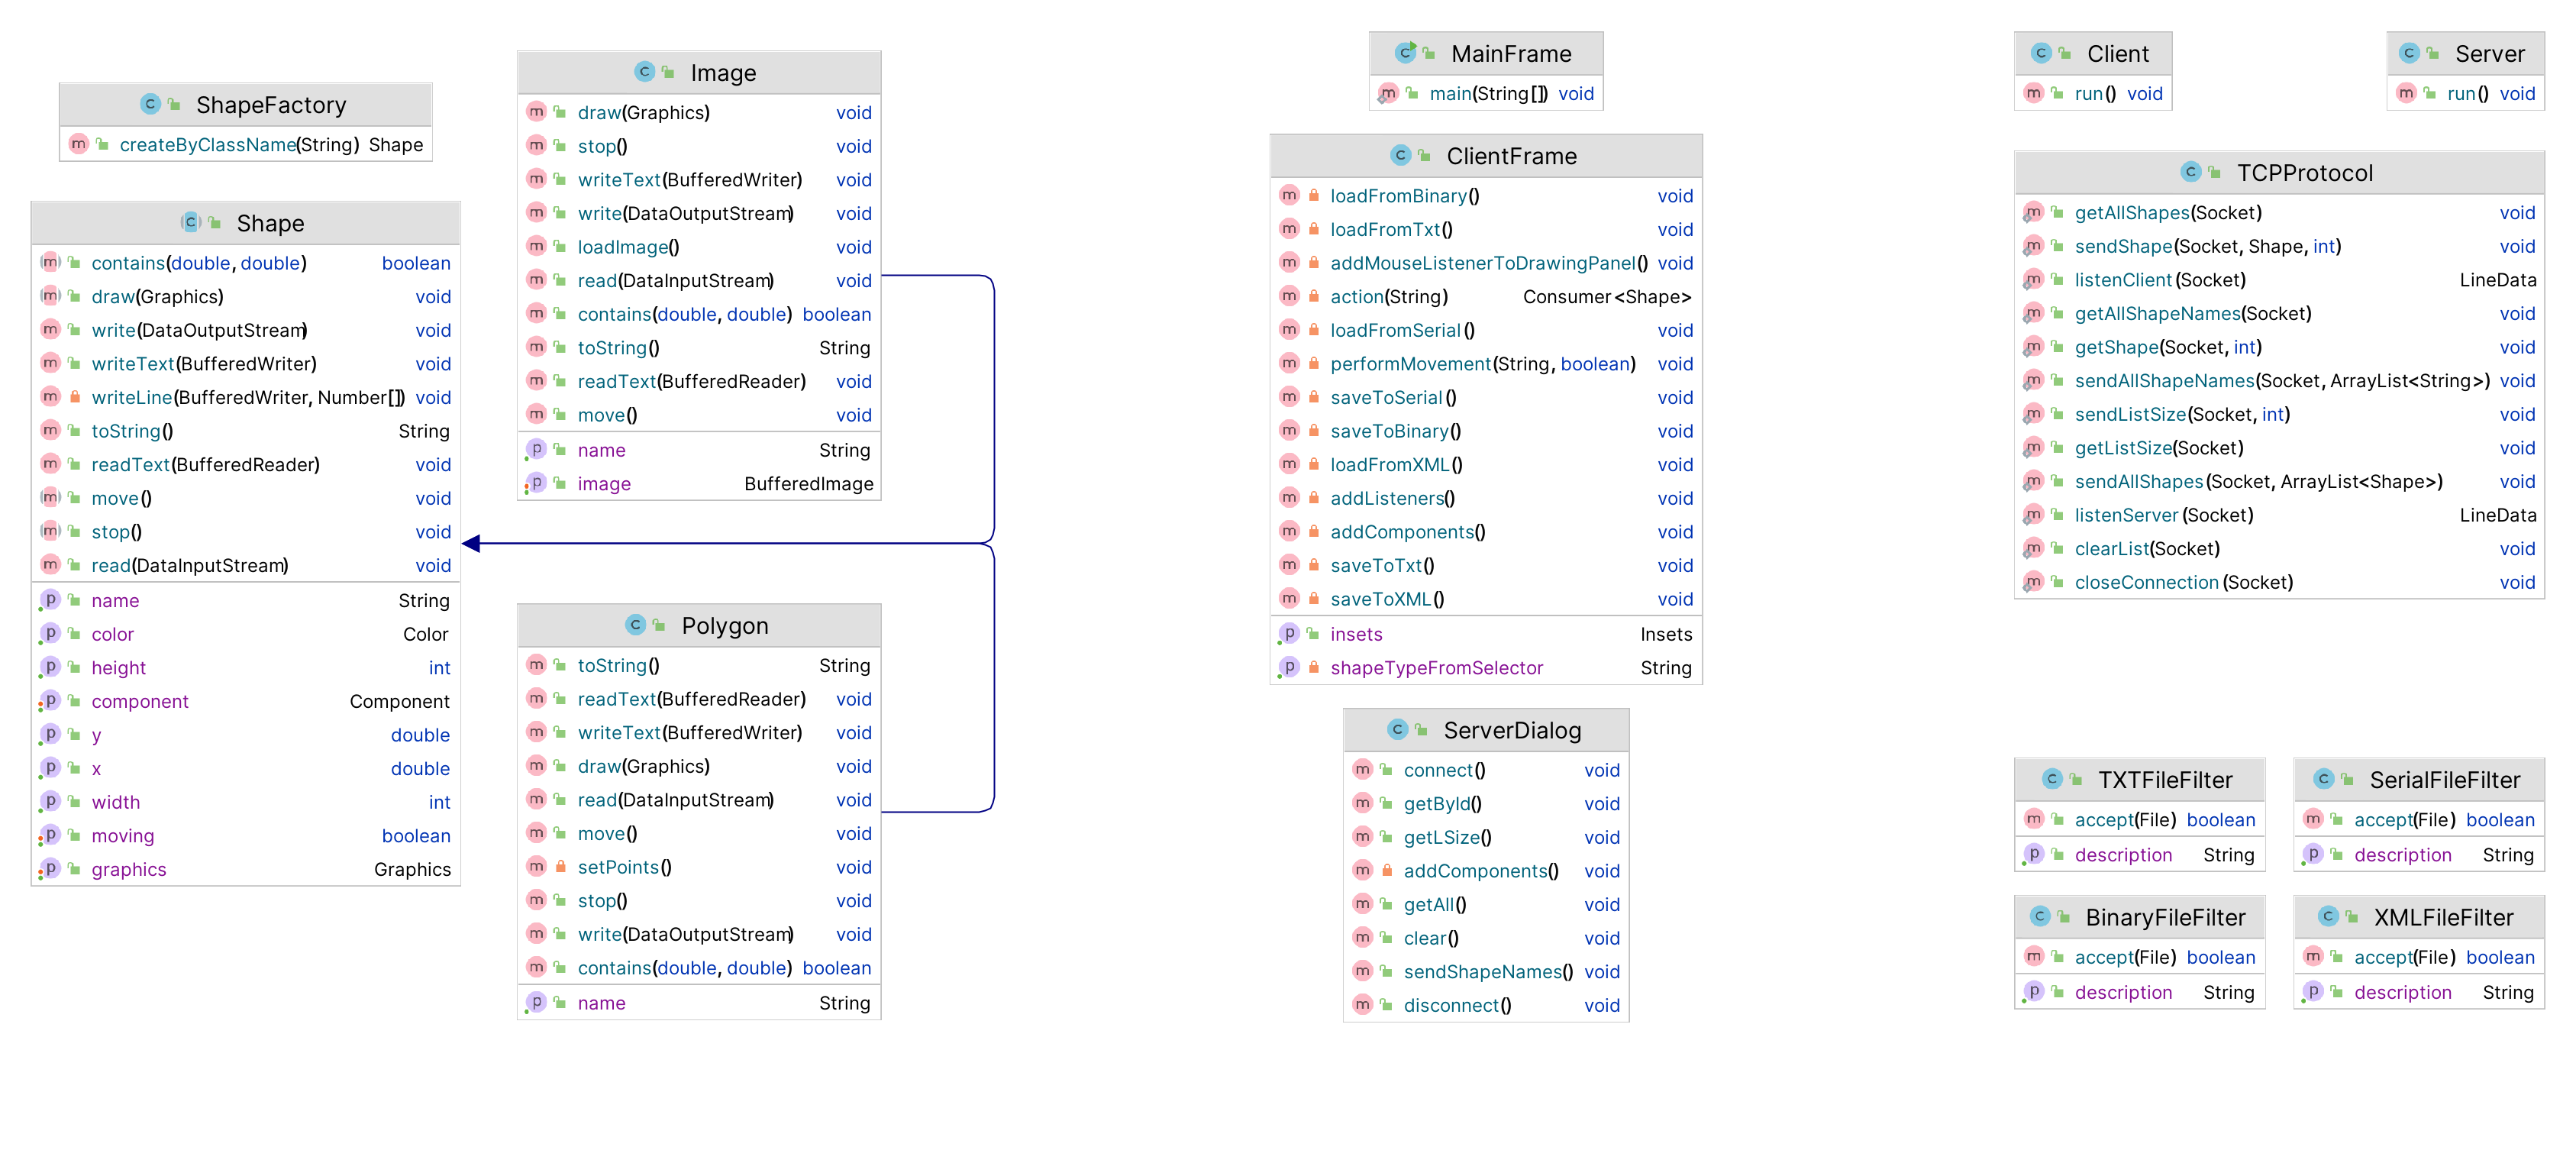 ShapeFactory
createByClassName(String) Shape
Shape
contains(double, double) boolean
draw(Graphics) void
write(DataOutputStream) void
writeText(BufferedWriter) void
writeLine(BufferedWriter, Number[]) void
toString() String
readText(BufferedReader) void
move() void
stop() void
read(DataInputStream) void
name String
color Color
height int
component Component
y double
x double
width int
moving boolean
graphics Graphics
Image
draw(Graphics) void
stop() void
writeText(BufferedWriter) void
write(DataOutputStream) void
loadImage() void
read(DataInputStream) void
contains(double, double) boolean
toString() String
readText(BufferedReader) void
move() void
name String
image BufferedImage
Polygon
toString() String
readText(BufferedReader) void
writeText(BufferedWriter) void
draw(Graphics) void
read(DataInputStream) void
move() void
setPoints() void
stop() void
write(DataOutputStream) void
contains(double, double) boolean
name String
MainFrame
main(String[]) void
ClientFrame
loadFromBinary() void
loadFromTxt() void
addMouseListenerToDrawingPanel() void
action(String) Consumer<Shape>
loadFromSerial() void
performMovement(String, boolean) void
saveToSerial() void
saveToBinary() void
loadFromXML() void
addListeners() void
addComponents() void
saveToTxt() void
saveToXML() void
insets Insets
shapeTypeFromSelector String
ServerDialog
connect() void
getById() void
getLSize() void
addComponents() void
getAll() void
clear() void
sendShapeNames() void
disconnect() void
Client
run() void
Server
run() void
TCPProtocol
getAllShapes(Socket) void
sendShape(Socket, Shape, int) void
listenClient(Socket) LineData
getAllShapeNames(Socket) void
getShape(Socket, int) void
sendAllShapeNames(Socket, ArrayList<String>) void
sendListSize(Socket, int) void
getListSize(Socket) void
sendAllShapes(Socket, ArrayList<Shape>) void
listenServer(Socket) LineData
clearList(Socket) void
closeConnection(Socket) void
TXTFileFilter
accept(File) boolean
description String
SerialFileFilter
accept(File) boolean
description String
BinaryFileFilter
accept(File) boolean
description String
XMLFileFilter
accept(File) boolean
description String